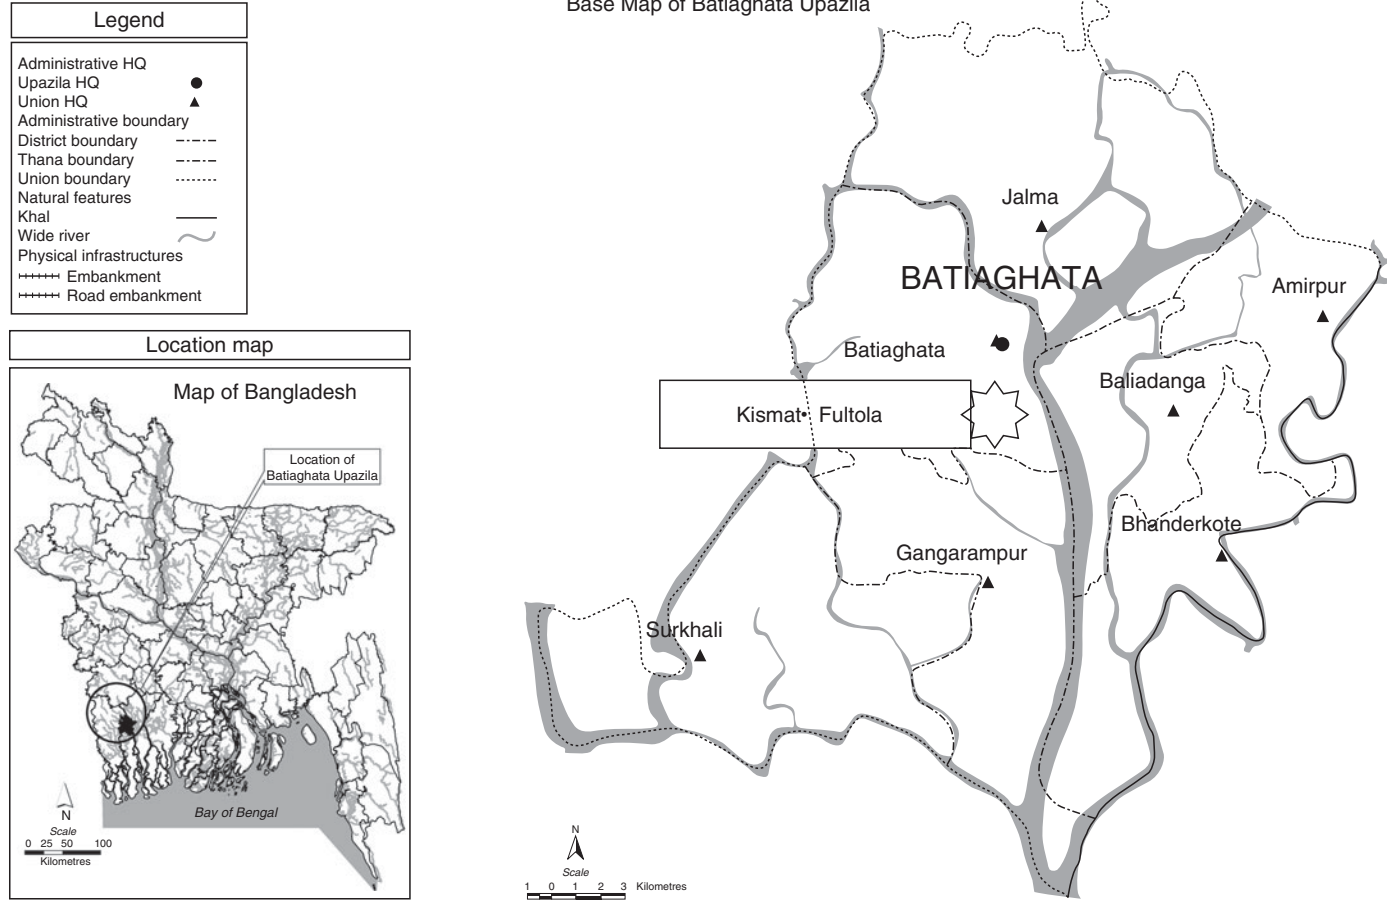 Legend
Administrative HQ
Upazila HQ
Union HQ
Administrative boundary
District boundary
Thana boundary
Union boundary
Natural features
Khal
Wide river
Physical infrastructures
Embankment
Road embankment
Location map
Map of Bangladesh
Location of
Batiaghata Upazila
Bay of Bengal
N
Scale
0 25 50 100
Kilometres
Base Map of Batiaghata Upazila
Jalma
BATIAGHATA
Amirpur
Batiaghata
Baliadanga
Kismat Fultola
Bhanderkote
Gangarampur
Surkhali
N
Scale
1 0 1 2 3 Kilometres